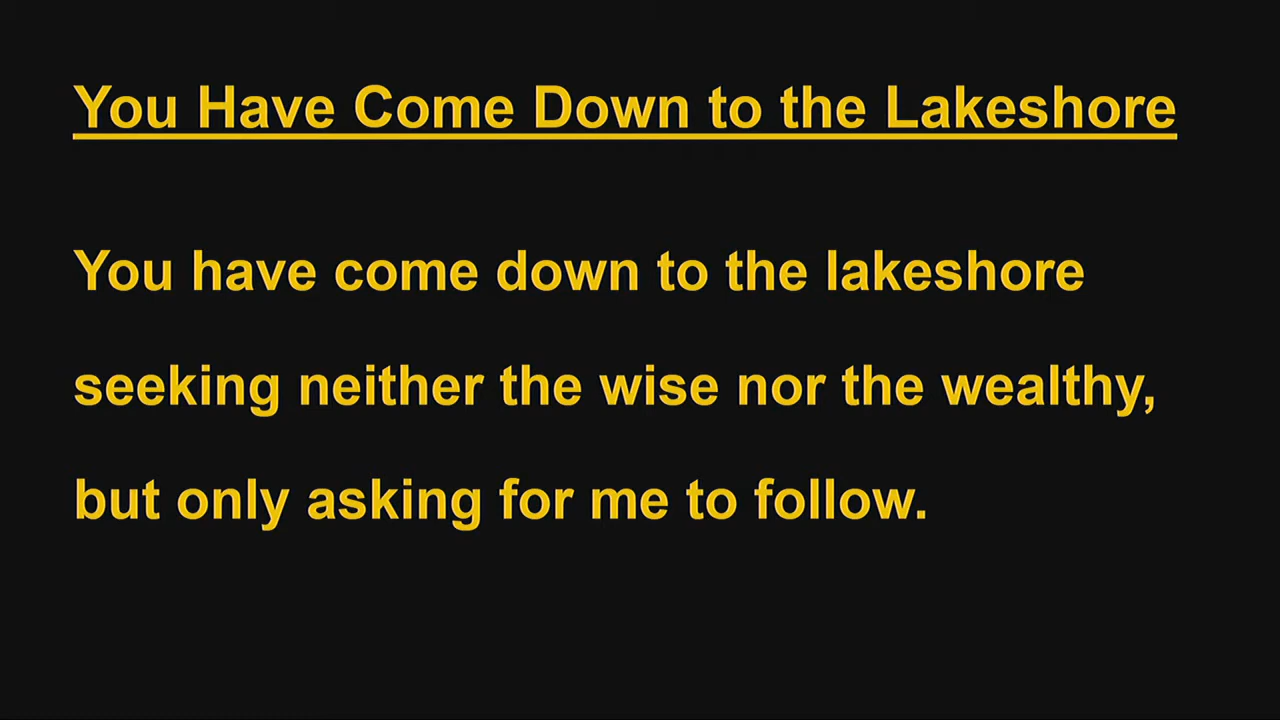 You Have Come Down to the Lakeshore
You have come down to the lakeshore
seeking neither the wise nor the wealthy,
but only asking for me to follow.